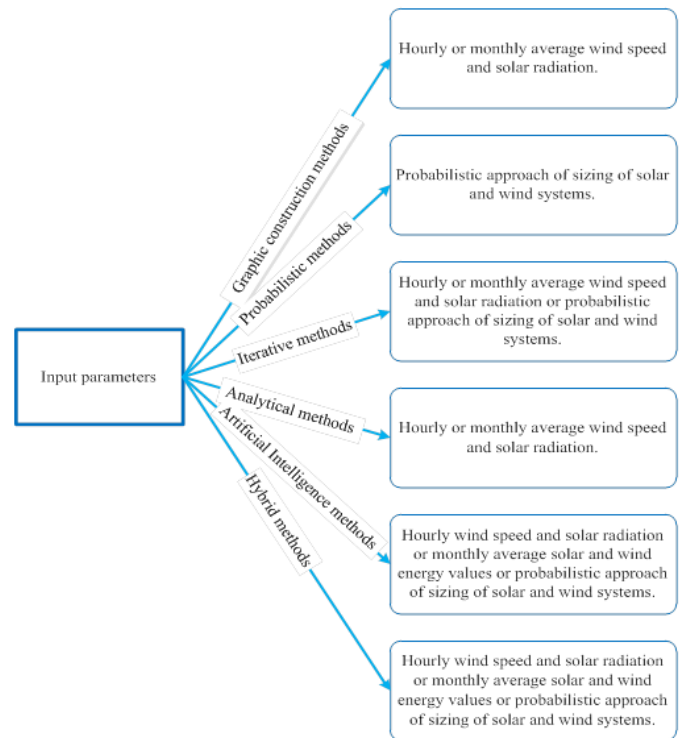 Hourly or monthly average wind speed
and solar radiation.
Graphic construction methods
Probabilistic approach of sizing of solar
and wind systems.
Probabilistic methods
Hourly or monthly average wind speed
and solar radiation or probabilistic
approach of sizing of solar and wind
systems.
Iterative methods
Input parameters
Analytical methods
Hourly or monthly average wind speed
and solar radiation.
Artificial Intelligence methods
Hourly wind speed and solar radiation
or monthly average solar and wind
energy values or probabilistic approach
of sizing of solar and wind systems.
Hybrid methods
Hourly wind speed and solar radiation
or monthly average solar and wind
energy values or probabilistic approach
of sizing of solar and wind systems.